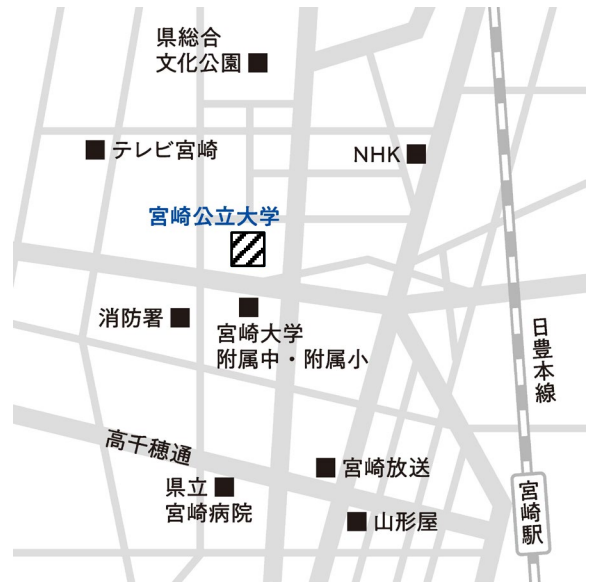 県総合
文化公園
テレビ宮崎
NHK
宮崎公立大学
消防署
宮崎大学
附属中・附属小
日豊本線
高千穂通
宮崎放送
県立
宮崎病院
山形屋
宮崎駅